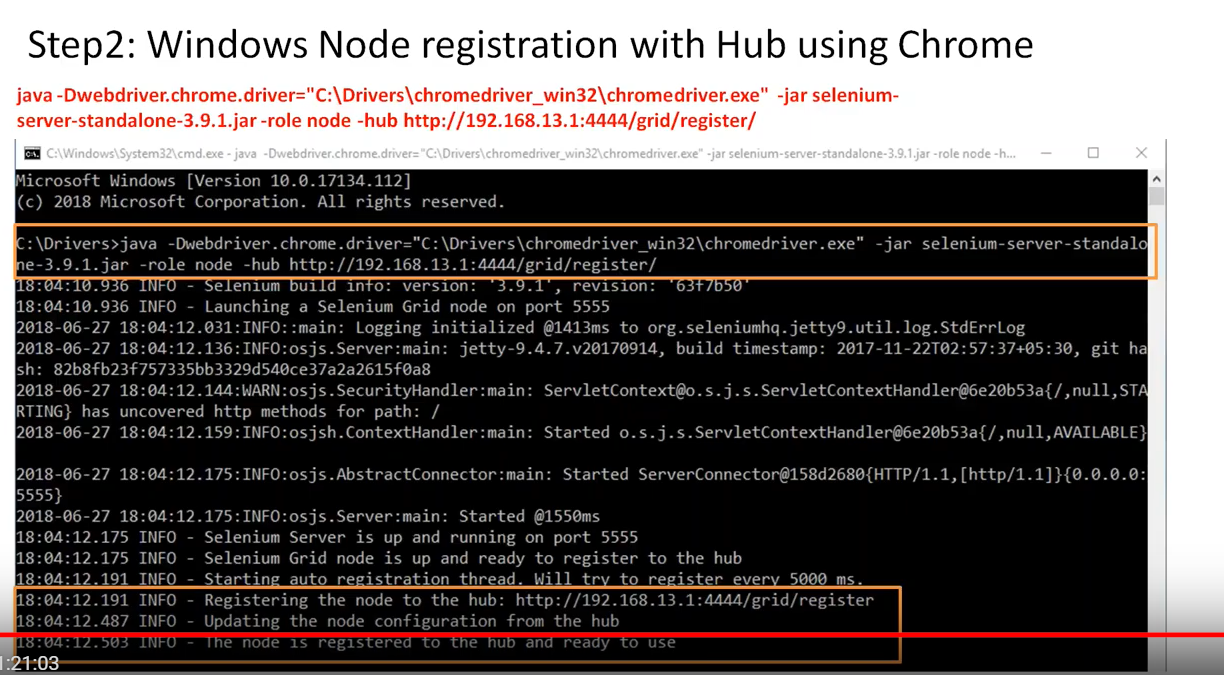 Step2: Windows Node registration with Hub using Chrome
java -Dwebdriver.chrome.driver="C:\Drivers\chromedriver_win32\chromedriver.exe" -jar selenium-
server-standalone-3.9.1.jar -role node -hub http://192.168.13.1:4444/grid/register/
C:\Windows\System32\cmd.exe - java -Dwebdriver.chrome.driver="C:\Drivers\chromedriver_win32\chromedriver.exe" -jar selenium-server-standalone-3.9.1.jar -role node -h...
Microsoft Windows [Version 10.0.17134.112]
(c) 2018 Microsoft Corporation. All rights reserved.
C:\Drivers>java -Dwebdriver.chrome.driver="C:\Drivers\chromedriver_win32\chromedriver.exe" -jar selenium-server-standalo
ne-3.9.1.jar -role node -hub http://192.168.13.1:4444/grid/register/
18:04:10.936 INFO - Selenium build info: version: '3.9.1', revision: '63f7b50'
18:04:10.936 INFO - Launching a Selenium Grid node on port 5555
2018-06-27 18:04:12.031:INFO::main: Logging initialized @1413ms to org.seleniumhq.jetty9.util.log.StdErrLog
2018-06-27 18:04:12.136:INFO:osjs.Server:main: jetty-9.4.7.v20170914, build timestamp: 2017-11-22T02:57:37+05:30, git ha
sh: 82b8fb23f757335bb3329d540ce37a2a2615f0a8
2018-06-27 18:04:12.144:WARN:osjs.SecurityHandler:main: ServletContext@o.s.j.s.ServletContextHandler@6e20b53a{/,null,STA
RTING} has uncovered http methods for path: /
2018-06-27 18:04:12.159:INFO:osjsh.ContextHandler:main: Started o.s.j.s.ServletContextHandler@6e20b53a{/,null,AVAILABLE}
2018-06-27 18:04:12.175:INFO:osjs.AbstractConnector:main: Started ServerConnector@158d2680{HTTP/1.1,[http/1.1]}{0.0.0.0:
5555}
2018-06-27 18:04:12.175:INFO:osjs.Server:main: Started @1550ms
18:04:12.175 INFO - Selenium Server is up and running on port 5555
18:04:12.175 INFO - Selenium Grid node is up and ready to register to the hub
18:04:12.191 INFO - Starting auto registration thread. Will try to register every 5000 ms.
18:04:12.191 INFO - Registering the node to the hub: http://192.168.13.1:4444/grid/register
18:04:12.487 INFO - Updating the node configuration from the hub
18:04:12.503 INFO - The node is registered to the hub and ready to use
1:21:03